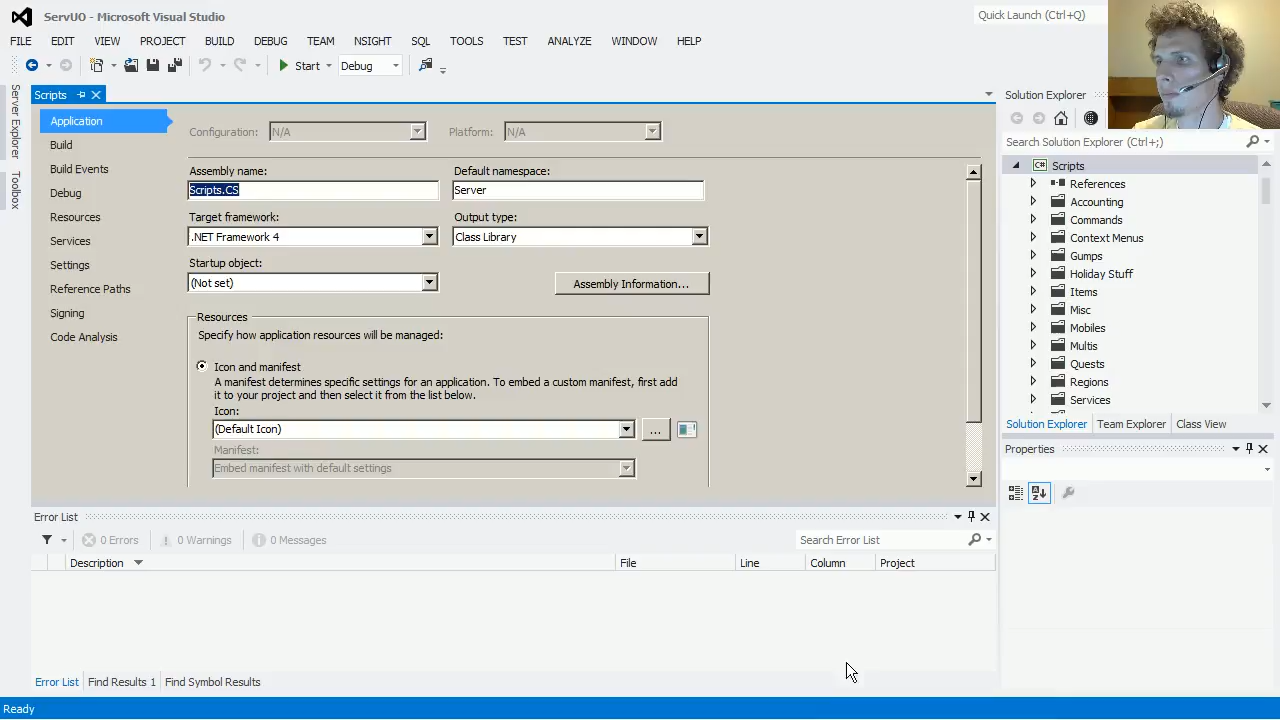 ServUO - Microsoft Visual Studio
Quick Launch (Ctrl+Q)
FILE EDIT VIEW PROJECT BUILD DEBUG TEAM NSIGHT SQL TOOLS TEST ANALYZE WINDOW HELP
Start Debug
Server Explorer
Toolbox
Scripts
Application
Build
Build Events
Debug
Resources
Services
Settings
Reference Paths
Signing
Code Analysis
Configuration: N/A Platform: N/A
Assembly name: Default namespace:
Scripts.CS Server
Target framework: Output type:
.NET Framework 4 Class Library
Startup object:
(Not set) Assembly Information...
Resources
Specify how application resources will be managed:
Icon and manifest
A manifest determines specific settings for an application. To embed a custom manifest, first add
it to your project and then select it from the list below.
Icon:
(Default Icon) ...
Manifest:
Embed manifest with default settings
Solution Explorer
Search Solution Explorer (Ctrl+;)
C# Scripts
References
Accounting
Commands
Context Menus
Gumps
Holiday Stuff
Items
Misc
Mobiles
Multis
Quests
Regions
Services
Solution Explorer Team Explorer Class View
Properties
Error List
0 Errors 0 Warnings 0 Messages
Search Error List
Description File Line Column Project
Error List Find Results 1 Find Symbol Results
Ready